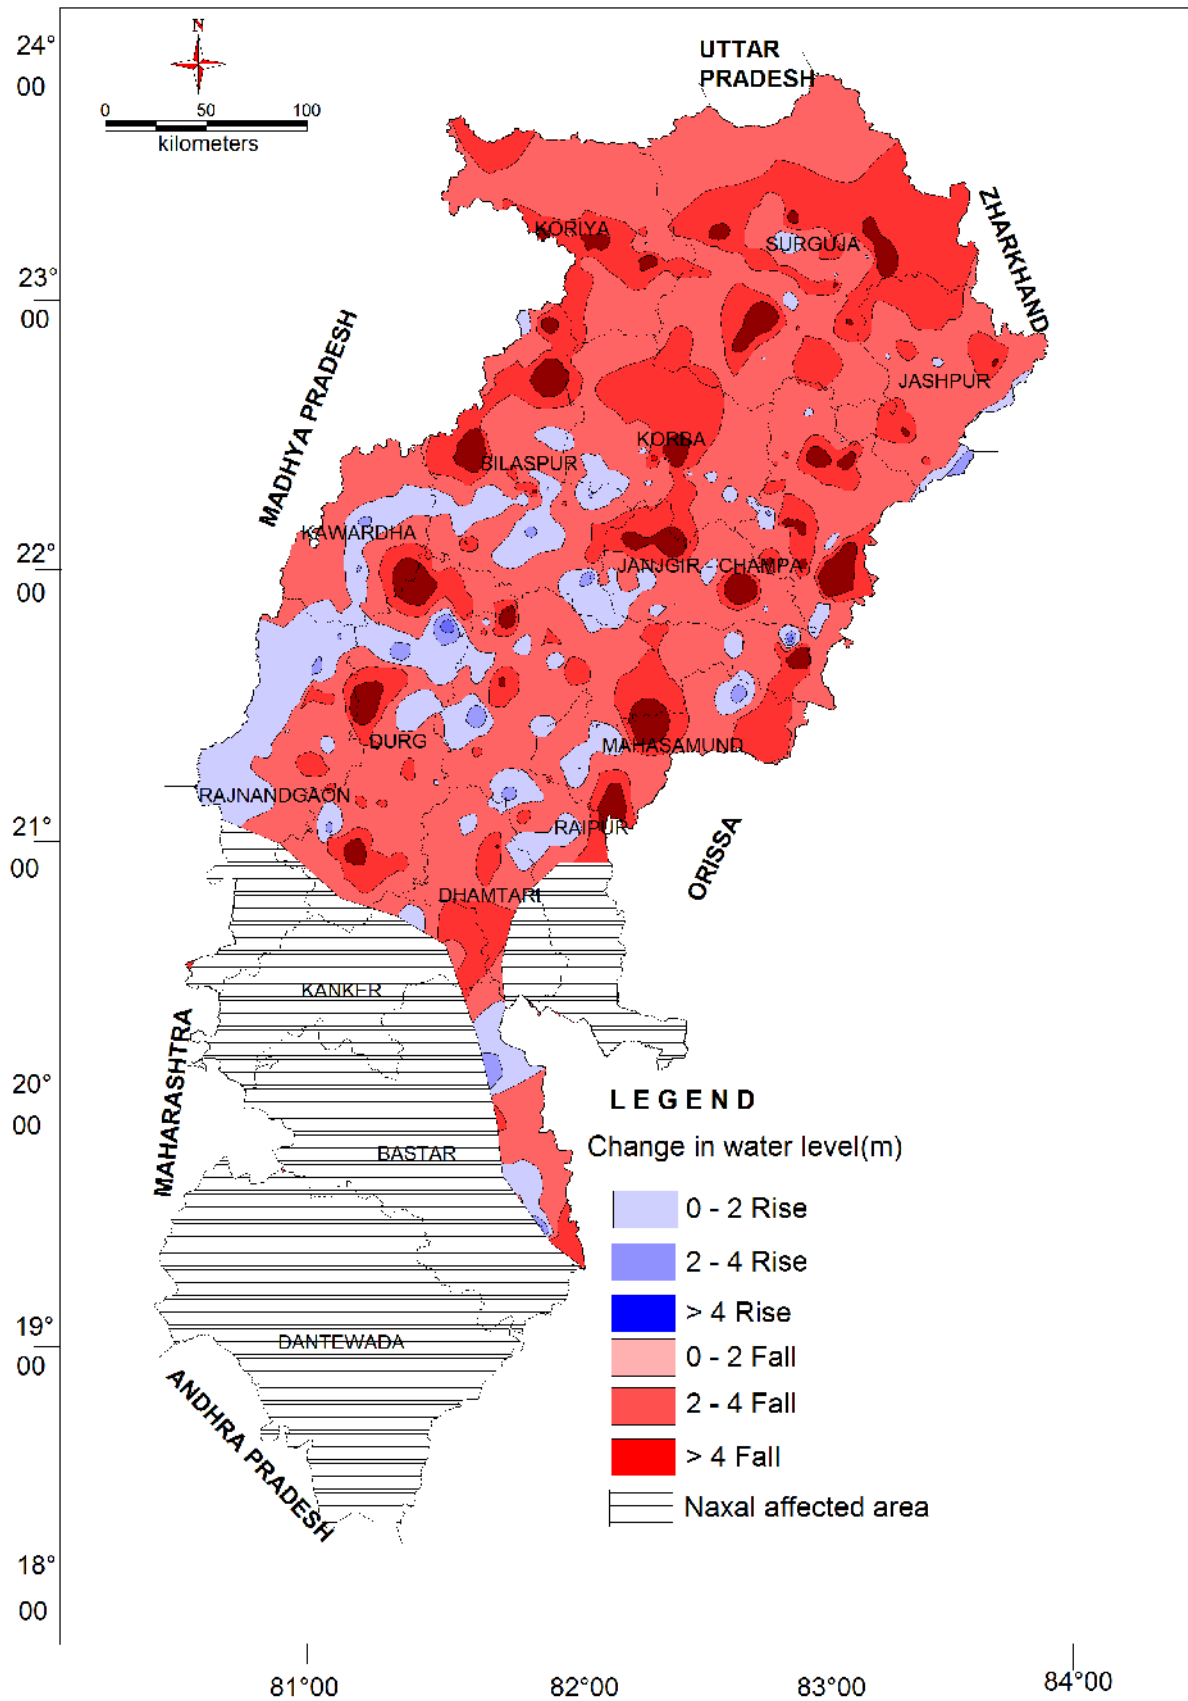 24°
00
N
0 50 100
kilometers
UTTAR
PRADESH
ZHARKHAND
KORIYA
SURGUJA
23°
00
MADHYA PRADESH
JASHPUR
KORBA
BILASPUR
KAWARDHA
22°
00
JANJGIR - CHAMPA
DURG
MAHASAMUND
RAJNANDGAON
21°
00
RAIPUR
ORISSA
DHAMTARI
KANKER
MAHARASHTRA
20°
00
BASTAR
LEGEND
Change in water level(m)
0 - 2 Rise
2 - 4 Rise
> 4 Rise
0 - 2 Fall
2 - 4 Fall
> 4 Fall
Naxal affected area
19°
00
DANTEWADA
ANDHRA PRADESH
18°
00
81°00 82°00 83°00 84°00